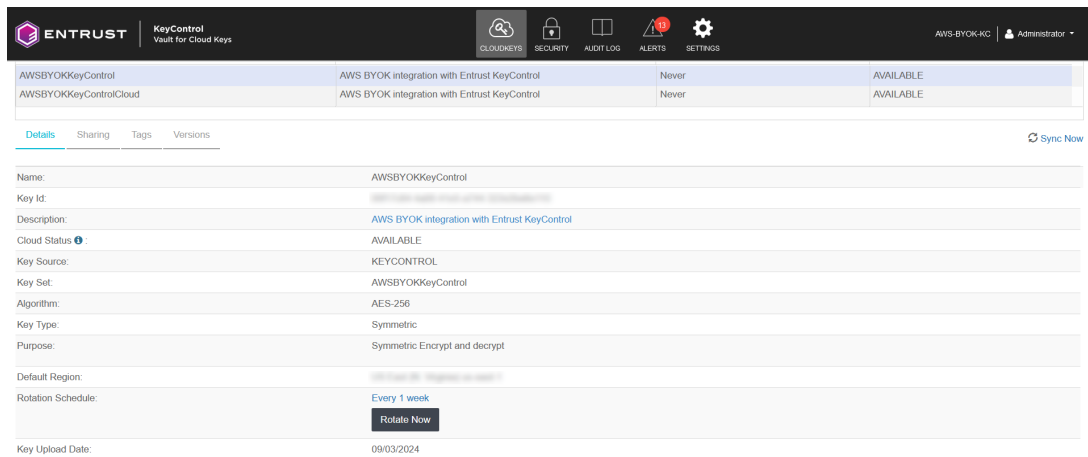 ENTRUST
KeyControl
Vault for Cloud Keys
CLOUDKEYS
SECURITY
AUDIT LOG
13
ALERTS
SETTINGS
AWS-BYOK-KC
Administrator
AWSBYOKKeyControl AWS BYOK integration with Entrust KeyControl Never AVAILABLE
AWSBYOKKeyControlCloud AWS BYOK integration with Entrust KeyControl Never AVAILABLE
Details Sharing Tags Versions Sync Now
Name: AWSBYOKKeyControl
Key Id:
Description: AWS BYOK integration with Entrust KeyControl
Cloud Status : AVAILABLE
Key Source: KEYCONTROL
Key Set: AWSBYOKKeyControl
Algorithm: AES-256
Key Type: Symmetric
Purpose: Symmetric Encrypt and decrypt
Default Region:
Rotation Schedule: Every 1 week
Rotate Now
Key Upload Date: 09/03/2024